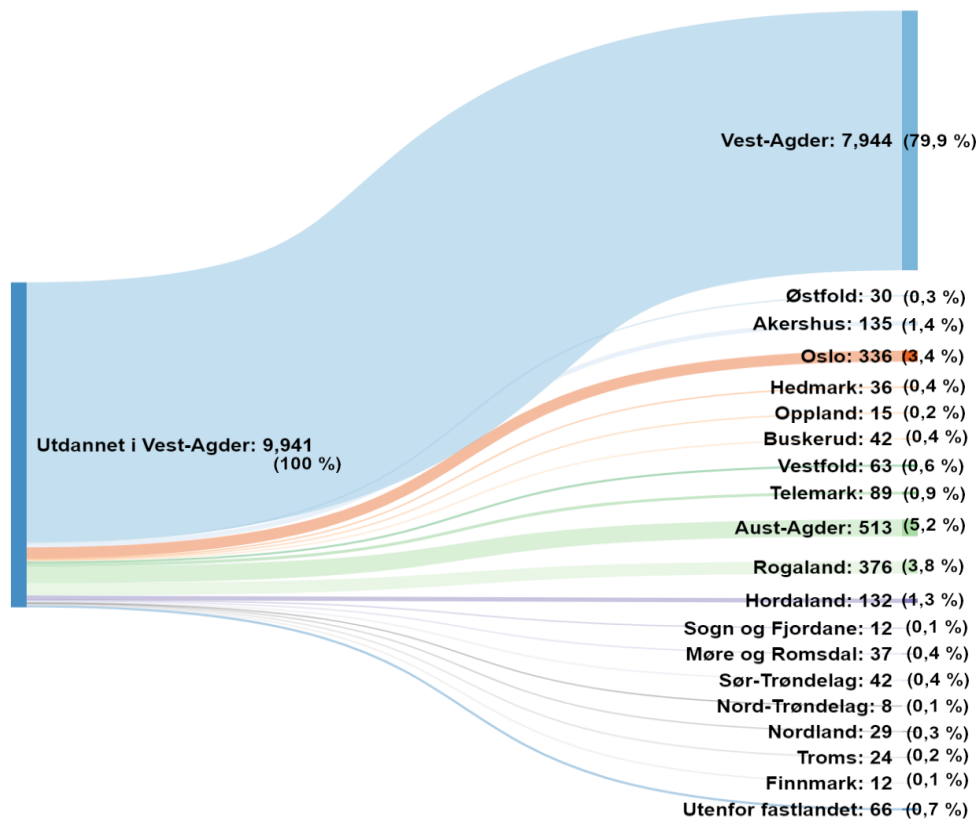 Vest-Agder: 7,944 (79,9 %)
Østfold: 30 (0,3 %)
Akershus: 135 (1,4 %)
Oslo: 336 (3,4 %)
Hedmark: 36 (0,4 %)
Oppland: 15 (0,2 %)
Utdannet i Vest-Agder: 9,941
(100 %)
Buskerud: 42 (0,4 %)
Vestfold: 63 (0,6 %)
Telemark: 89 (0,9 %)
Aust-Agder: 513 (5,2 %)
Rogaland: 376 (3,8 %)
Hordaland: 132 (1,3 %)
Sogn og Fjordane: 12 (0,1 %)
Møre og Romsdal: 37 (0,4 %)
Sør-Trøndelag: 42 (0,4 %)
Nord-Trøndelag: 8 (0,1 %)
Nordland: 29 (0,3 %)
Troms: 24 (0,2 %)
Finnmark: 12 (0,1 %)
Utenfor fastlandet: 66 (0,7 %)